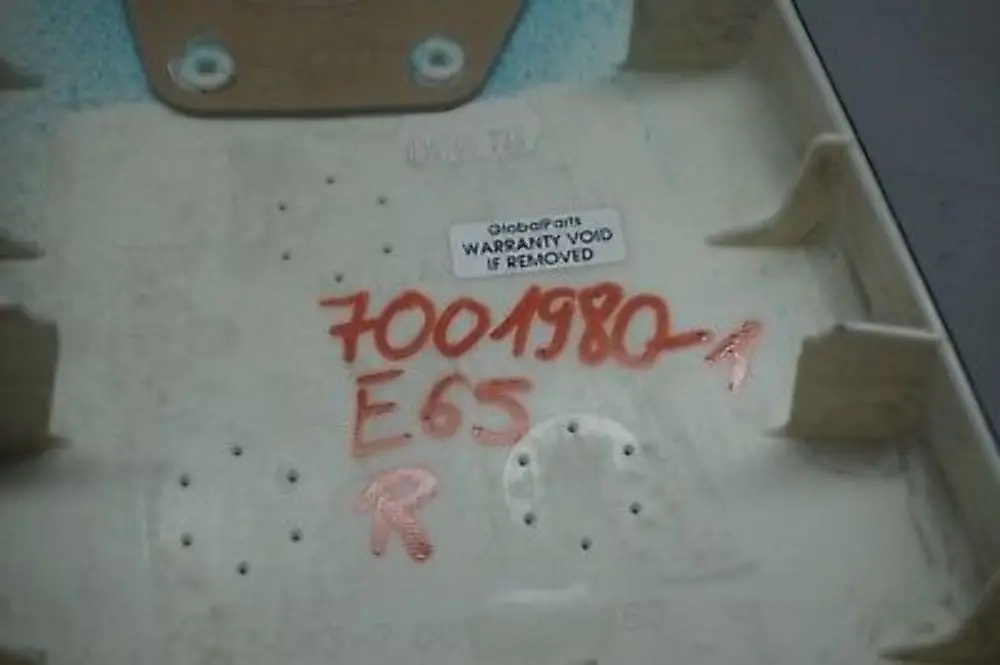 GlobalParts
WARRANTY VOID
IF REMOVED
7001980-1
E65
R